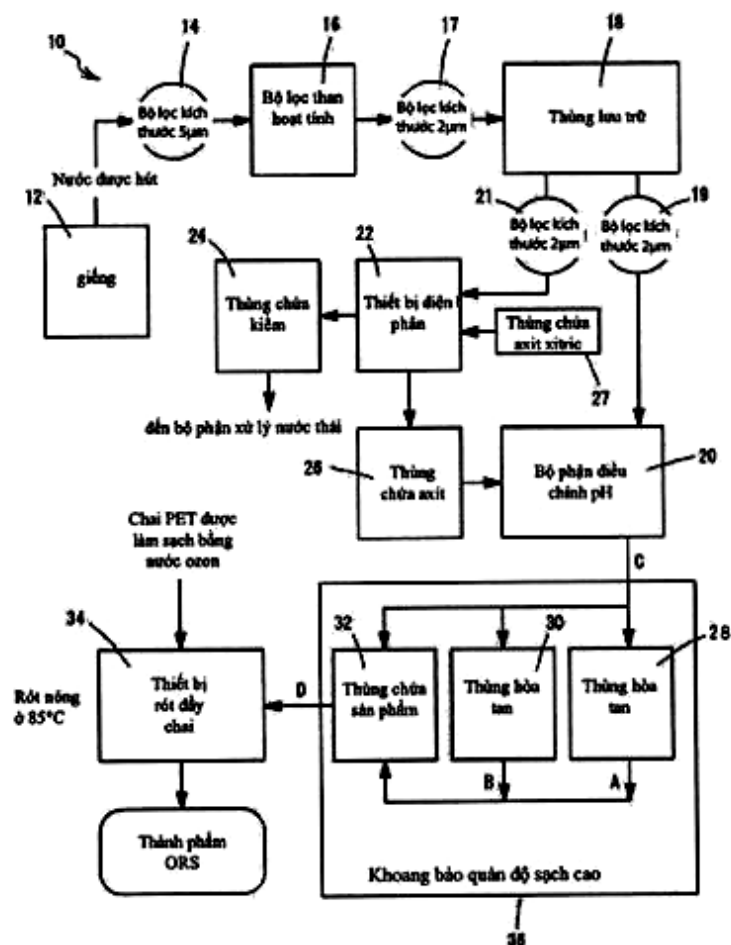 10
14
Bộ lọc kích
thước 5μm
16
Bộ lọc than
hoạt tính
17
Bộ lọc kích
thước 2μm
18
Thùng lưu trữ
Nước được hút
12
giếng
21
Bộ lọc kích
thước 2μm
19
Bộ lọc kích
thước 2μm
24
Thùng chứa
kiềm
22
Thiết bị điện
phân
Thùng chứa
axit xitric
27
đến bộ phận xử lý nước thải
26
Thùng
chứa axit
Bộ phận điều
chỉnh pH
20
Chai PET được
làm sạch bằng
nước ozon
C
34
Thiết bị
rót đầy
chai
Rót nóng
ở 85°C
D
32
Thùng chứa
sản phẩm
30
Thùng hòa
tan
28
Thùng hòa
tan
B
A
Thành phẩm
ORS
Khoang bảo quản độ sạch cao
36